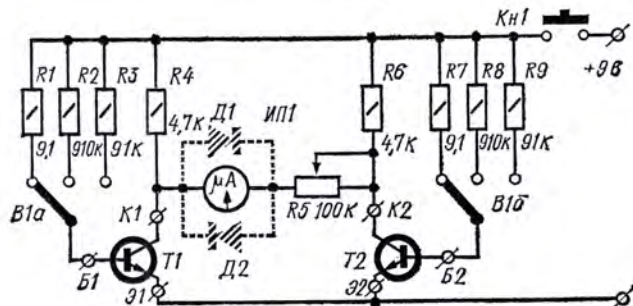 Кн1
R1 R2 R3 R4 R6 R7 R8 R9
+9В
Д1 ИП1
4,7к 4,7к
9,1 910к 91к 9,1 910к 91к
μA
В1а К1 R5 100к К2 В1б
Б1 Т1 Д2 Т2 Б2
Э1 Э2